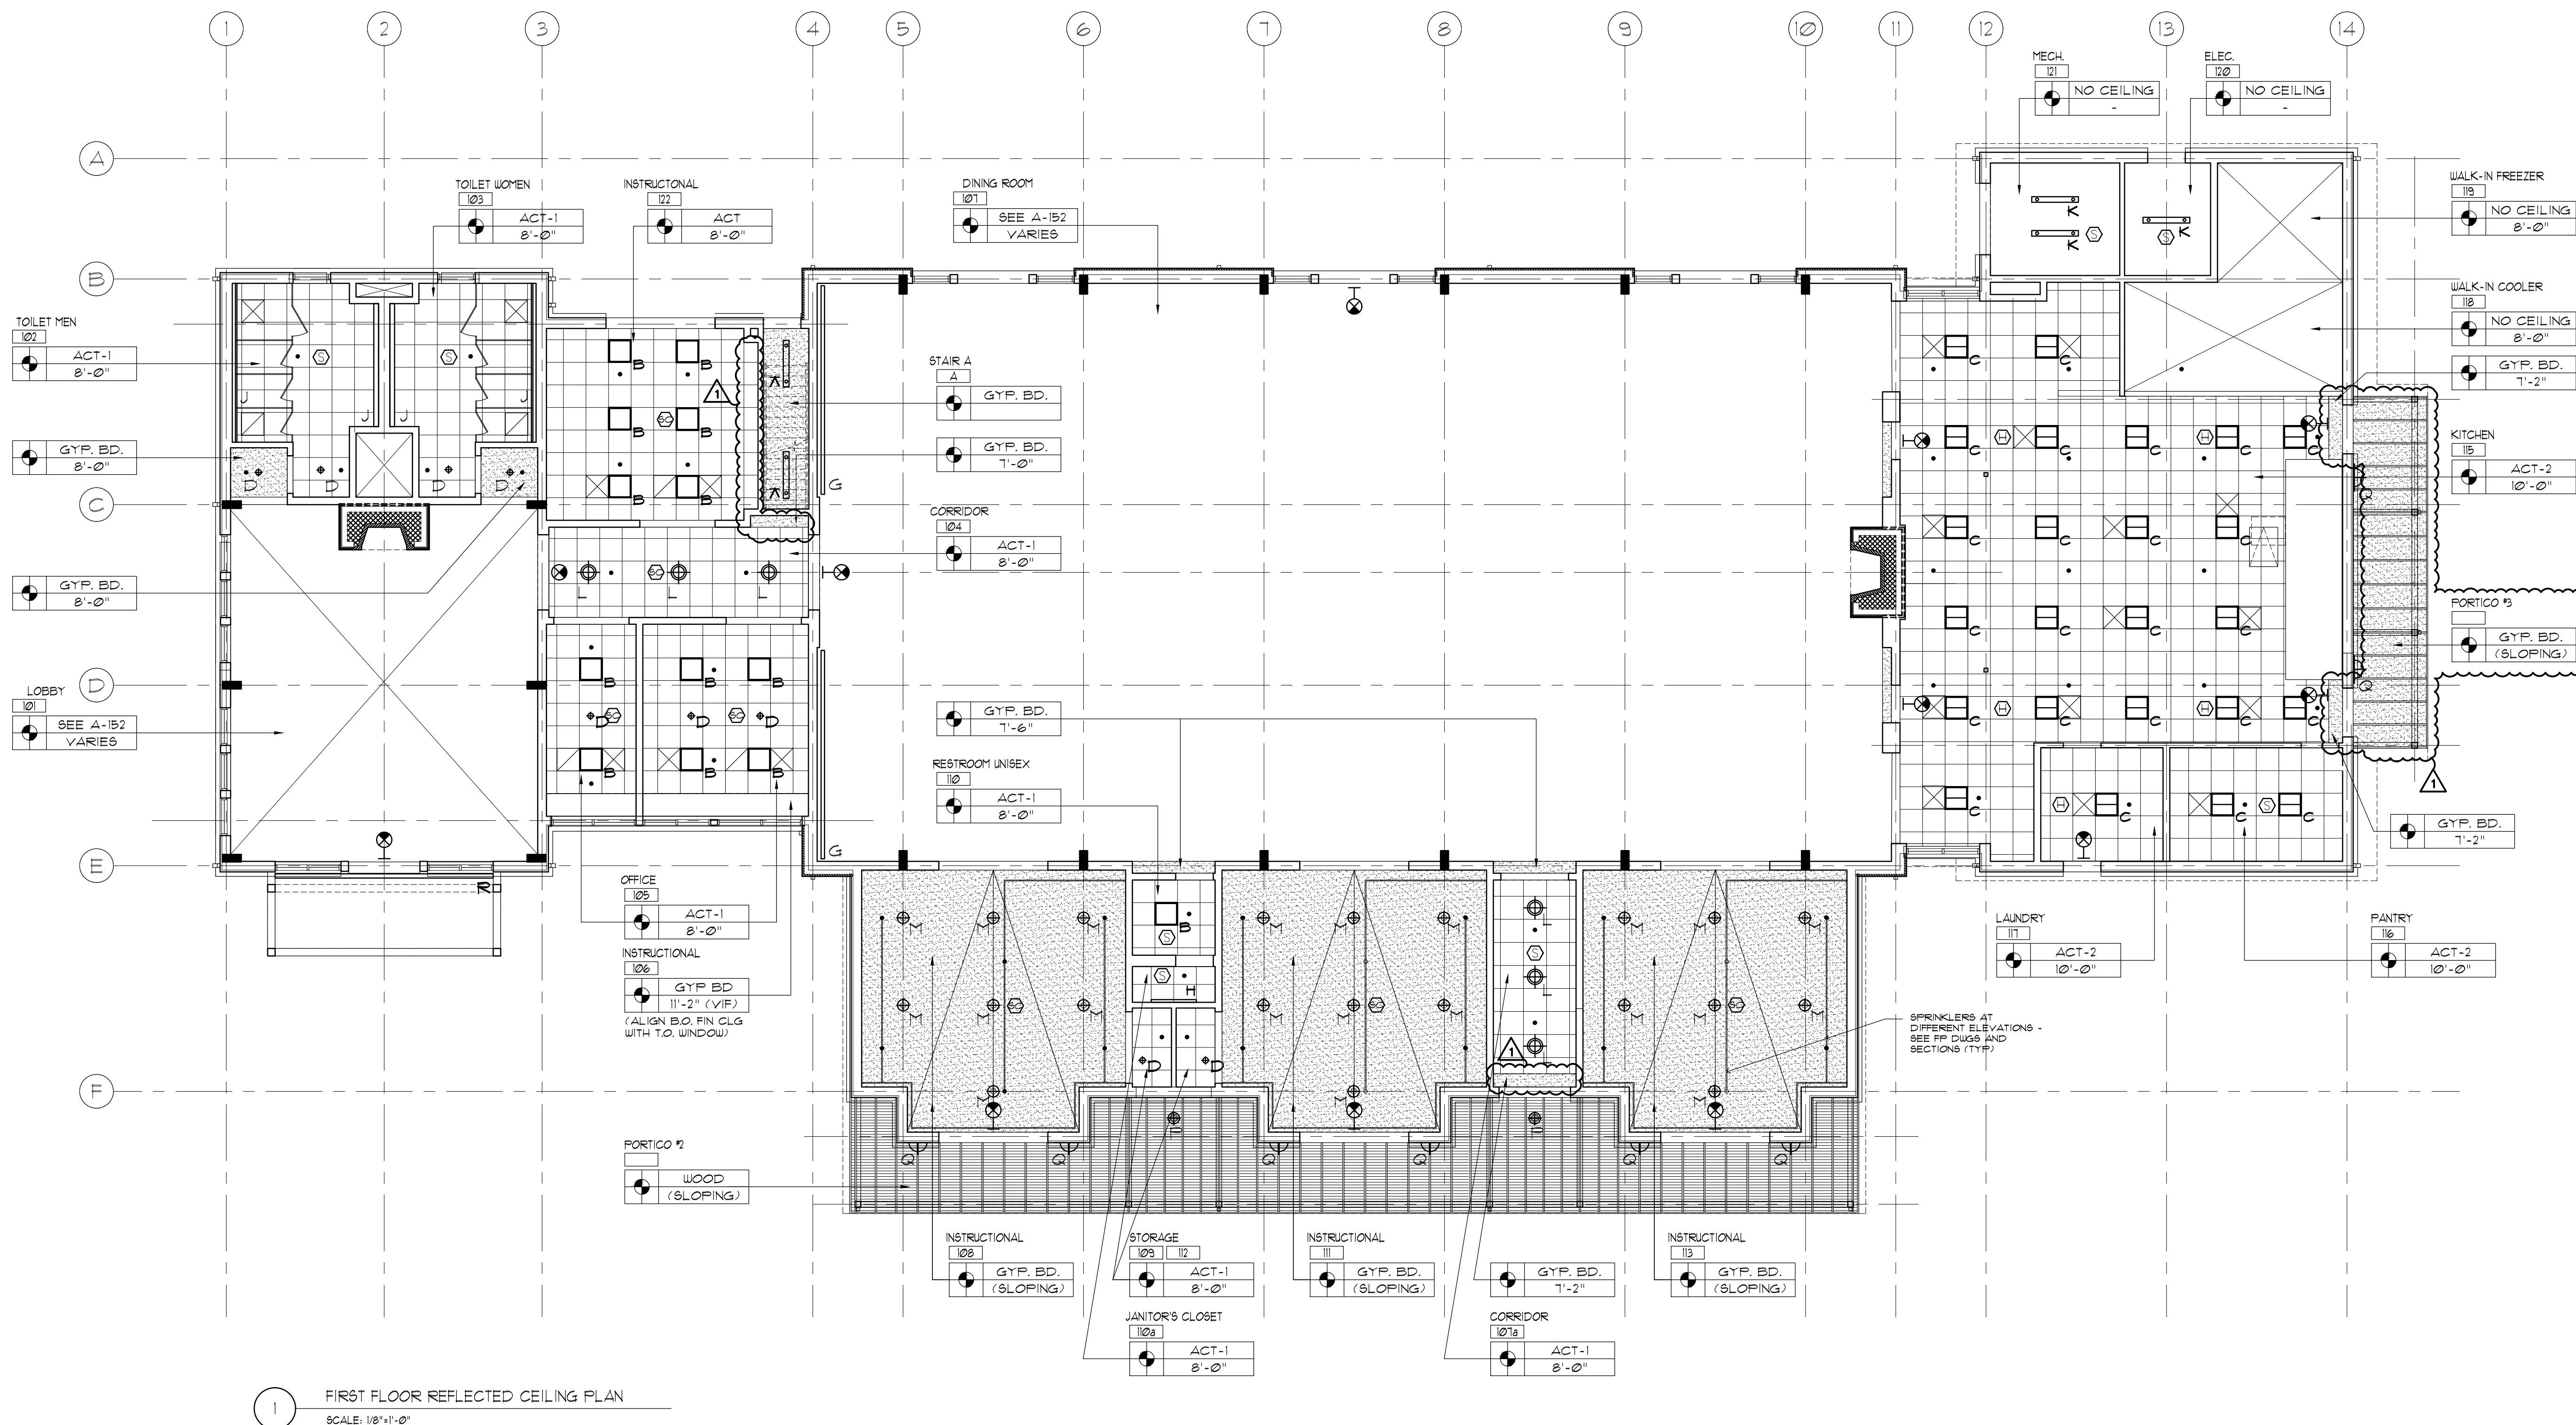 1 2 3 4 5 6 7 8 9 10 11 12 13 14
MECH.
121
NO CEILING
-
ELEC.
120
NO CEILING
-
A
TOILET WOMEN
103
ACT-1
8'-0"
INSTRUCTONAL
122
ACT
8'-0"
DINING ROOM
107
SEE A-152
VARIES
WALK-IN FREEZER
119
NO CEILING
8'-0"
K
K
K
S
S
B
WALK-IN COOLER
118
NO CEILING
8'-0"
GYP. BD.
7'-2"
TOILET MEN
102
ACT-1
8'-0"
S
S
B B
C C
STAIR A
A
GYP. BD.
GYP. BD.
7'-0"
1
K
K
J J J J
B B
SC
B B
GYP. BD.
8'-0"
D D D D
G
KITCHEN
115
ACT-2
10'-0"
H H
C C C C C
Q
C
CORRIDOR
104
ACT-1
8'-0"
SC
L L L
C C C C
GYP. BD.
8'-0"
C C C C
PORTICO #3
GYP. BD.
(SLOPING)
D
LOBBY
101
SEE A-152
VARIES
B B B
D SC D SC D
B B B
GYP. BD.
7'-6"
Q
H H
C C C C C
1
RESTROOM UNISEX
110
ACT-1
8'-0"
C
H C
C S C
GYP. BD.
7'-2"
G
E
R
OFFICE
105
ACT-1
8'-0"
INSTRUCTIONAL
106
GYP BD
11'-2" (VIF)
(ALIGN B.O. FIN CLG
WITH T.O. WINDOW)
LAUNDRY
117
ACT-2
10'-0"
PANTRY
116
ACT-2
10'-0"
M M M
B
S
M M M
L
S
L
M M M
S
H
M M M
SC
M M M
SC
M M M
SC
SPRINKLERS AT
DIFFERENT ELEVATIONS -
SEE FP DWGS AND
SECTIONS (TYP)
D D
1
L
F
M M M
P P
Q Q Q Q Q Q
PORTICO #2
WOOD
(SLOPING)
INSTRUCTIONAL
108
GYP. BD.
(SLOPING)
STORAGE
109 112
ACT-1
8'-0"
INSTRUCTIONAL
111
GYP. BD.
(SLOPING)
GYP. BD.
7'-2"
INSTRUCTIONAL
113
GYP. BD.
(SLOPING)
JANITOR'S CLOSET
110a
ACT-1
8'-0"
CORRIDOR
107a
ACT-1
8'-0"
1
FIRST FLOOR REFLECTED CEILING PLAN
SCALE: 1/8"=1'-0"